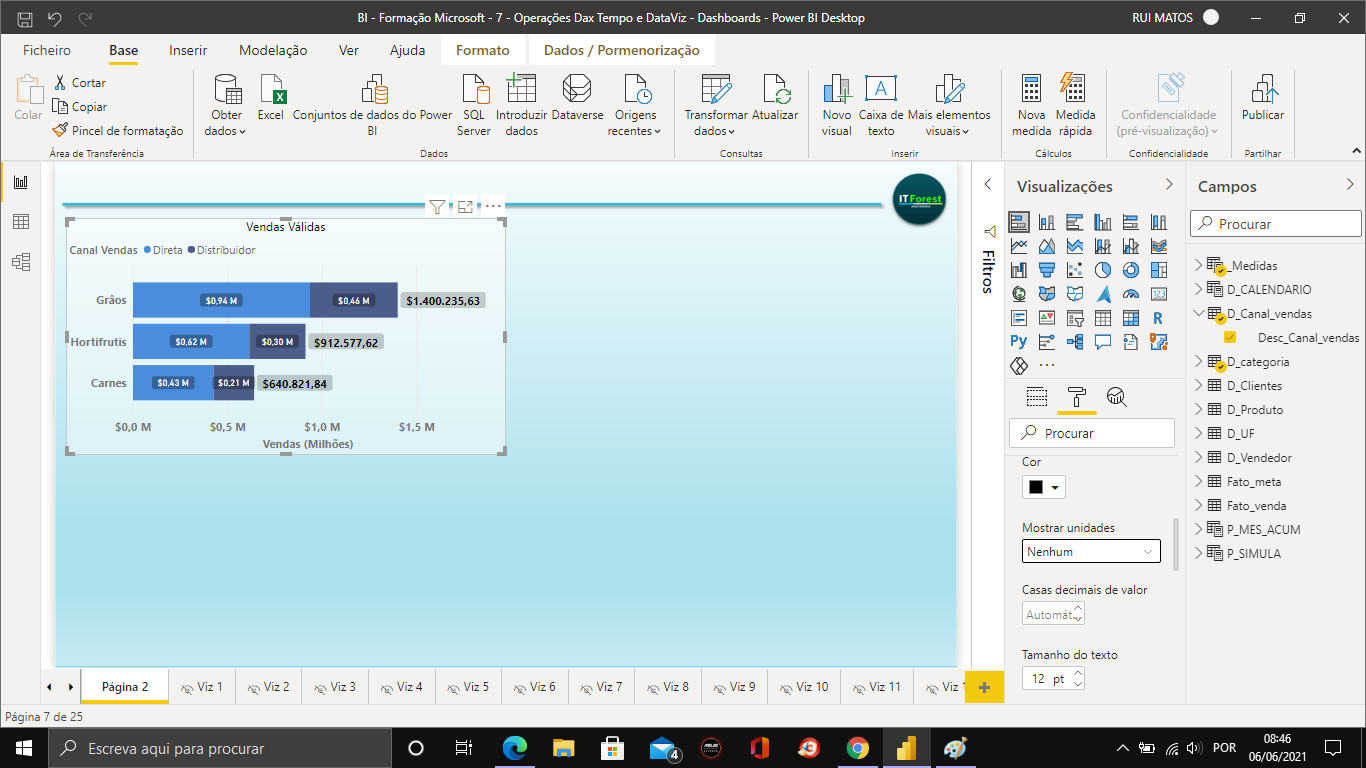 BI - Formação Microsoft - 7 - Operações Dax Tempo e DataViz - Dashboards - Power BI Desktop
RUI MATOS
Ficheiro Base Inserir Modelação Ver Ajuda Formato Dados / Pormenorização
Colar
Cortar
Copiar
Pincel de formatação
Área de Transferência
Obter dados
Excel
Conjuntos de dados do Power BI
SQL Server
Introduzir dados
Dataverse
Origens recentes
Dados
Transformar dados
Atualizar
Consultas
Novo visual
Caixa de texto
Mais elementos visuais
Inserir
Nova medida
Medida rápida
Cálculos
Confidencialidade (pré-visualização)
Confidencialidade
Publicar
Partilhar
ITForest
Vendas Válidas
Canal Vendas Direta Distribuidor
Grãos $0,94 M $0,46 M $1.400.235,63
Hortifrutis $0,62 M $0,30 M $912.577,62
Carnes $0,43 M $0,21 M $640.821,84
$0,0 M $0,5 M $1,0 M $1,5 M
Vendas (Milhões)
Filtros
Visualizações
R
Py
123
Procurar
Cor
Mostrar unidades
Nenhum
Casas decimais de valor
Automát
Tamanho do texto
12 pt
Campos
Procurar
_Medidas
D_CALENDARIO
D_Canal_vendas
Desc_Canal_vendas
D_categoria
D_Clientes
D_Produto
D_UF
D_Vendedor
Fato_meta
Fato_venda
P_MES_ACUM
P_SIMULA
Página 2 Viz 1 Viz 2 Viz 3 Viz 4 Viz 5 Viz 6 Viz 7 Viz 8 Viz 9 Viz 10 Viz 11 Viz 1
Página 7 de 25
Escreva aqui para procurar
4
POR
08:46
06/06/2021